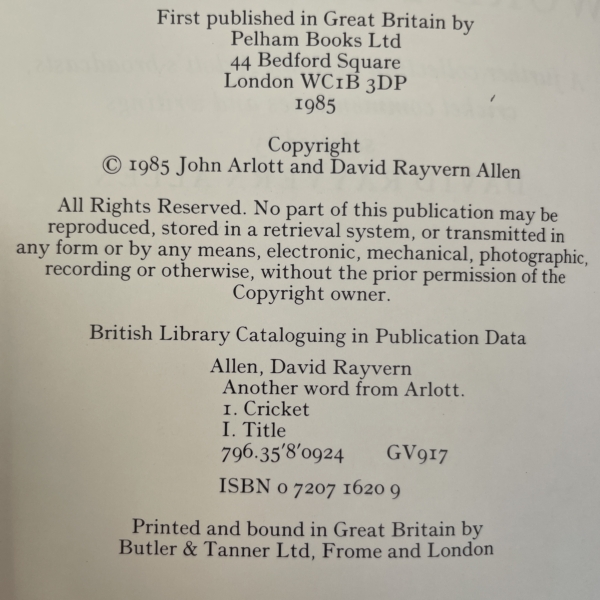 First published in Great Britain by
Pelham Books Ltd
44 Bedford Square
London WC1B 3DP
1985
Copyright
© 1985 John Arlott and David Rayvern Allen
All Rights Reserved. No part of this publication may be
reproduced, stored in a retrieval system, or transmitted in
any form or by any means, electronic, mechanical, photographic,
recording or otherwise, without the prior permission of the
Copyright owner.
British Library Cataloguing in Publication Data
Allen, David Rayvern
Another word from Arlott.
1. Cricket
I. Title
796.35'8'0924 GV917
ISBN 0 7207 1620 9
Printed and bound in Great Britain by
Butler & Tanner Ltd, Frome and London